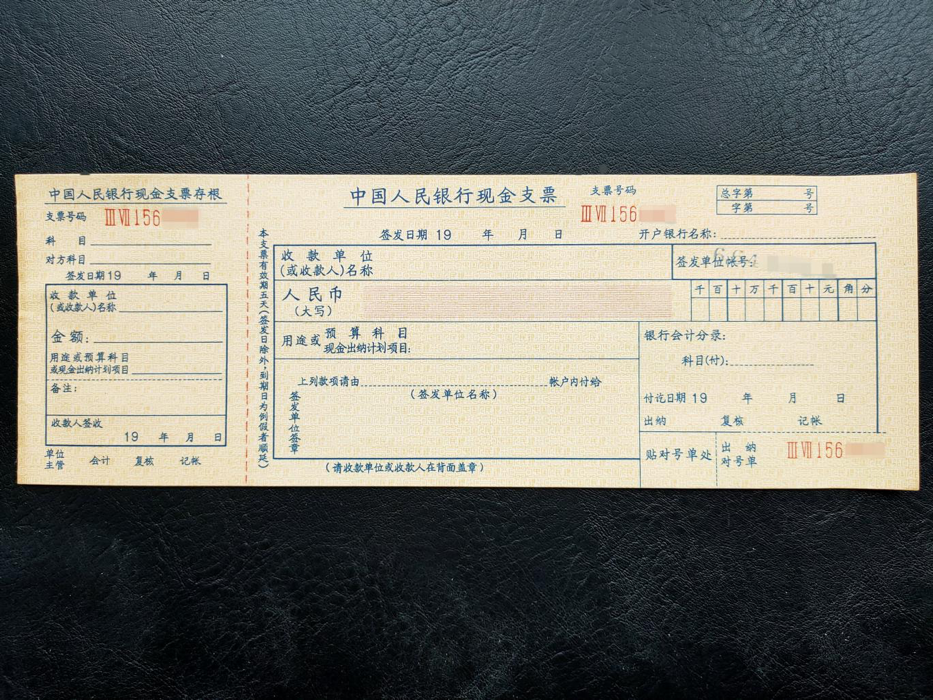 中国人民银行现金支票存根
支票号码 ⅢⅦ156
科 目
对方科目
签发日期19 年 月 日
收 款 单 位
(或收款人)名称
金 额:
用途或预算科目
或现金出纳计划项目
备注:
收款人签收
19 年 月 日
单位
主管 会计 复核 记帐
本支票有效期五天(签发日除外,到期日为例假者顺延)
中国人民银行现金支票
支票号码
ⅢⅦ156
总字第 号
字第 号
签发日期 19 年 月 日 开户银行名称:
收 款 单 位
(或收款人)名称
签发单位帐号:
人 民 币
(大写)
千 百 十 万 千 百 十 元 角 分
用途或 预 算 科 目
现金出纳计划项目:
上列款项请由 帐户内付给
(签发单位名称)
签发单位签章
(请收款单位或收款人在背面盖章)
银行会计分录:
科目(付):
付讫日期 19 年 月 日
出纳 复核 记帐
贴对号单处
出 纳
对号单
ⅢⅦ156